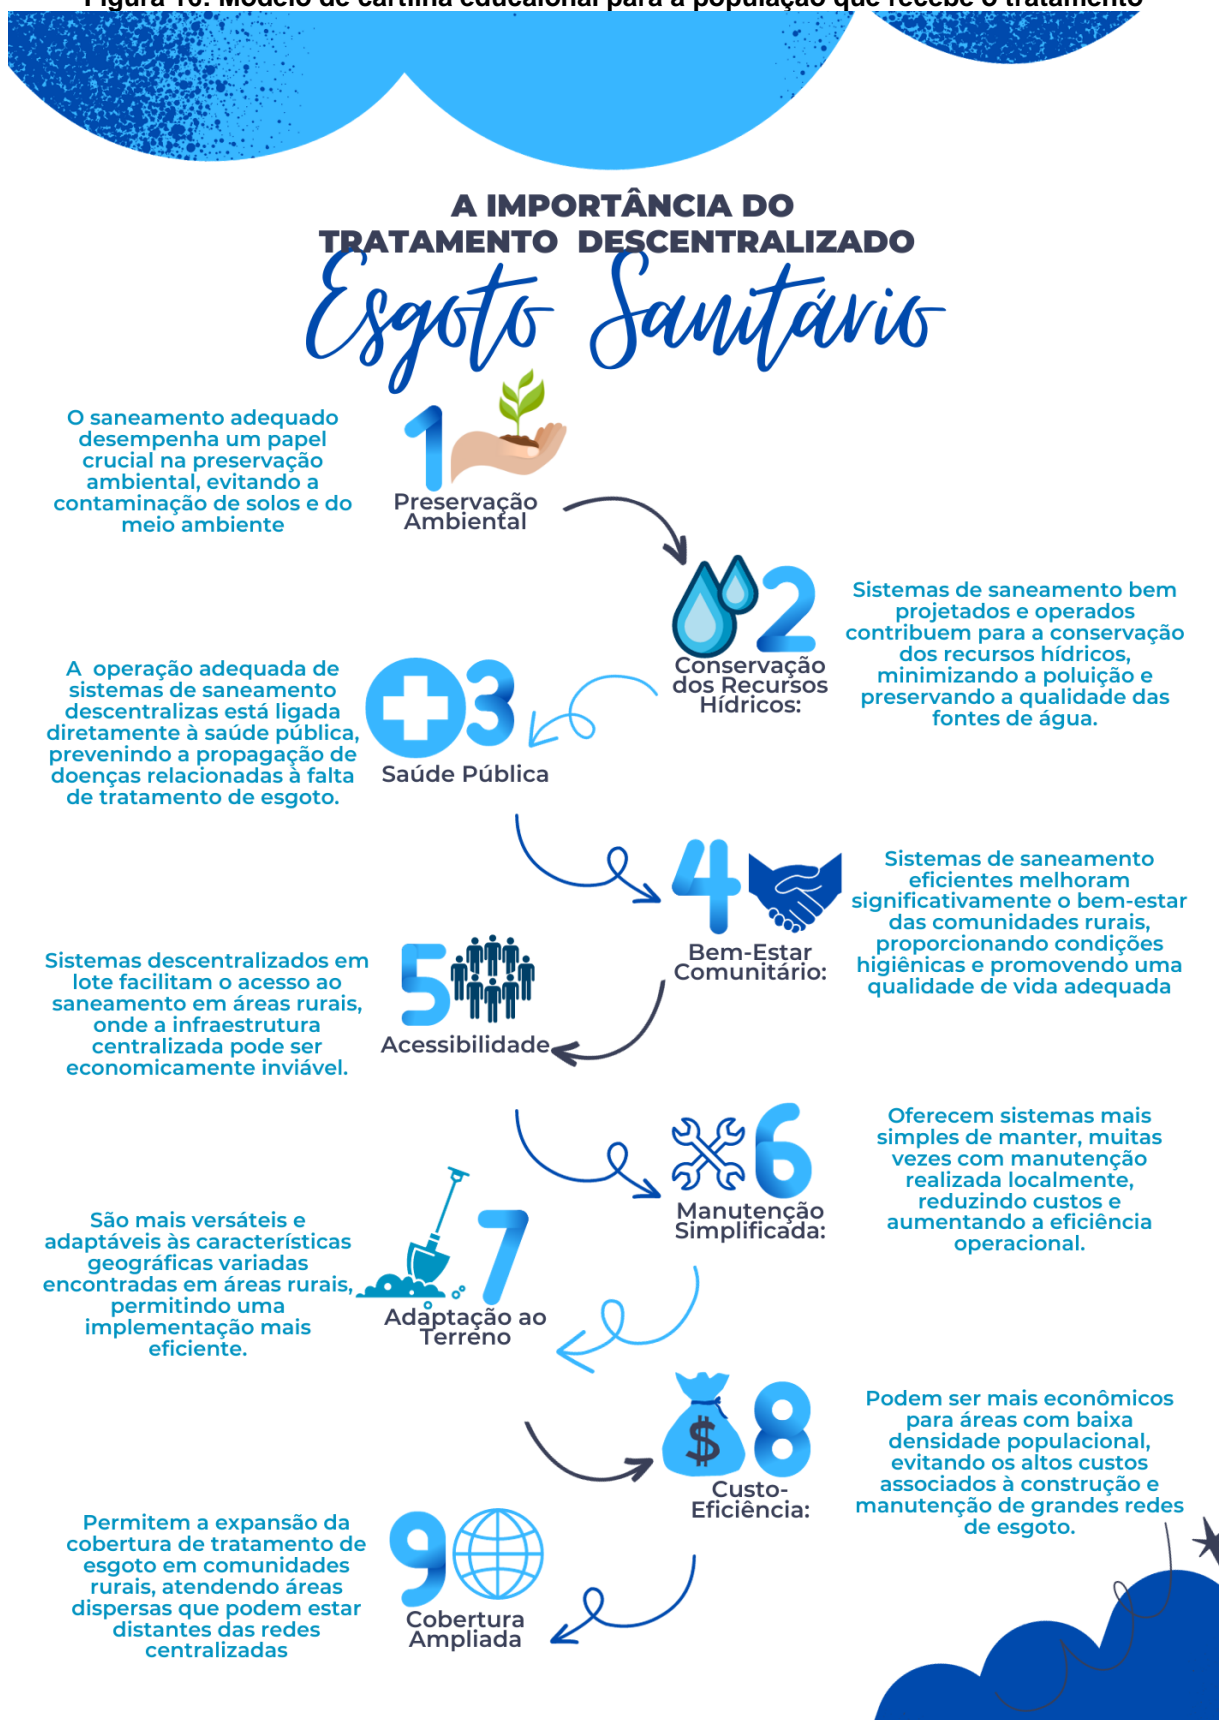 Figura 16: Modelo de cartilha educaional para a população que recebe o tratamento
A IMPORTÂNCIA DO
TRATAMENTO DESCENTRALIZADO
Esgoto Sanitário
O saneamento adequado
desempenha um papel
crucial na preservação
ambiental, evitando a
contaminação de solos e do
meio ambiente
1
Preservação
Ambiental
2
Conservação
dos Recursos
Hídricos:
Sistemas de saneamento bem
projetados e operados
contribuem para a conservação
dos recursos hídricos,
minimizando a poluição e
preservando a qualidade das
fontes de água.
A operação adequada de
sistemas de saneamento
descentralizas está ligada
diretamente à saúde pública,
prevenindo a propagação de
doenças relacionadas à falta
de tratamento de esgoto.
3
Saúde Pública
4
Bem-Estar
Comunitário:
Sistemas de saneamento
eficientes melhoram
significativamente o bem-estar
das comunidades rurais,
proporcionando condições
higiênicas e promovendo uma
qualidade de vida adequada
Sistemas descentralizados em
lote facilitam o acesso ao
saneamento em áreas rurais,
onde a infraestrutura
centralizada pode ser
economicamente inviável.
5
Acessibilidade
6
Manutenção
Simplificada:
Oferecem sistemas mais
simples de manter, muitas
vezes com manutenção
realizada localmente,
reduzindo custos e
aumentando a eficiência
operacional.
São mais versáteis e
adaptáveis às características
geográficas variadas
encontradas em áreas rurais,
permitindo uma
implementação mais
eficiente.
7
Adaptação ao
Terreno
$
8
Custo-
Eficiência:
Podem ser mais econômicos
para áreas com baixa
densidade populacional,
evitando os altos custos
associados à construção e
manutenção de grandes redes
de esgoto.
Permitem a expansão da
cobertura de tratamento de
esgoto em comunidades
rurais, atendendo áreas
dispersas que podem estar
distantes das redes
centralizadas
9
Cobertura
Ampliada